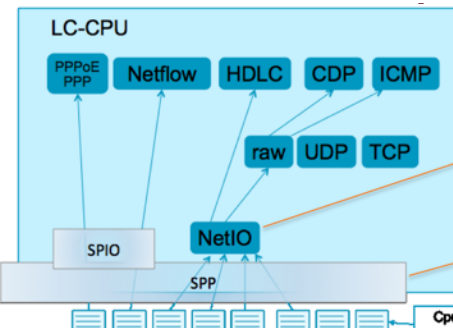 LC-CPU
PPPoE
PPP
Netflow
HDLC
CDP
ICMP
raw
UDP
TCP
NetIO
SPIO
SPP